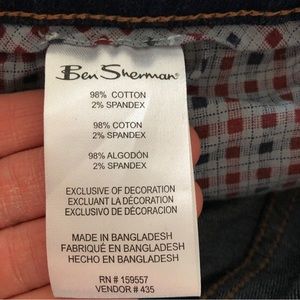 Ben Sherman®
98% COTTON
2% SPANDEX
98% COTON
2% SPANDEX
98% ALGODÓN
2% SPANDEX
EXCLUSIVE OF DECORATION
EXCLUANT LA DÉCORATION
EXCLUSIVO DE DECORACIÓN
MADE IN BANGLADESH
FABRIQUÉ EN BANGLADESH
HECHO EN BANGLADESH
RN # 159557
VENDOR # 435